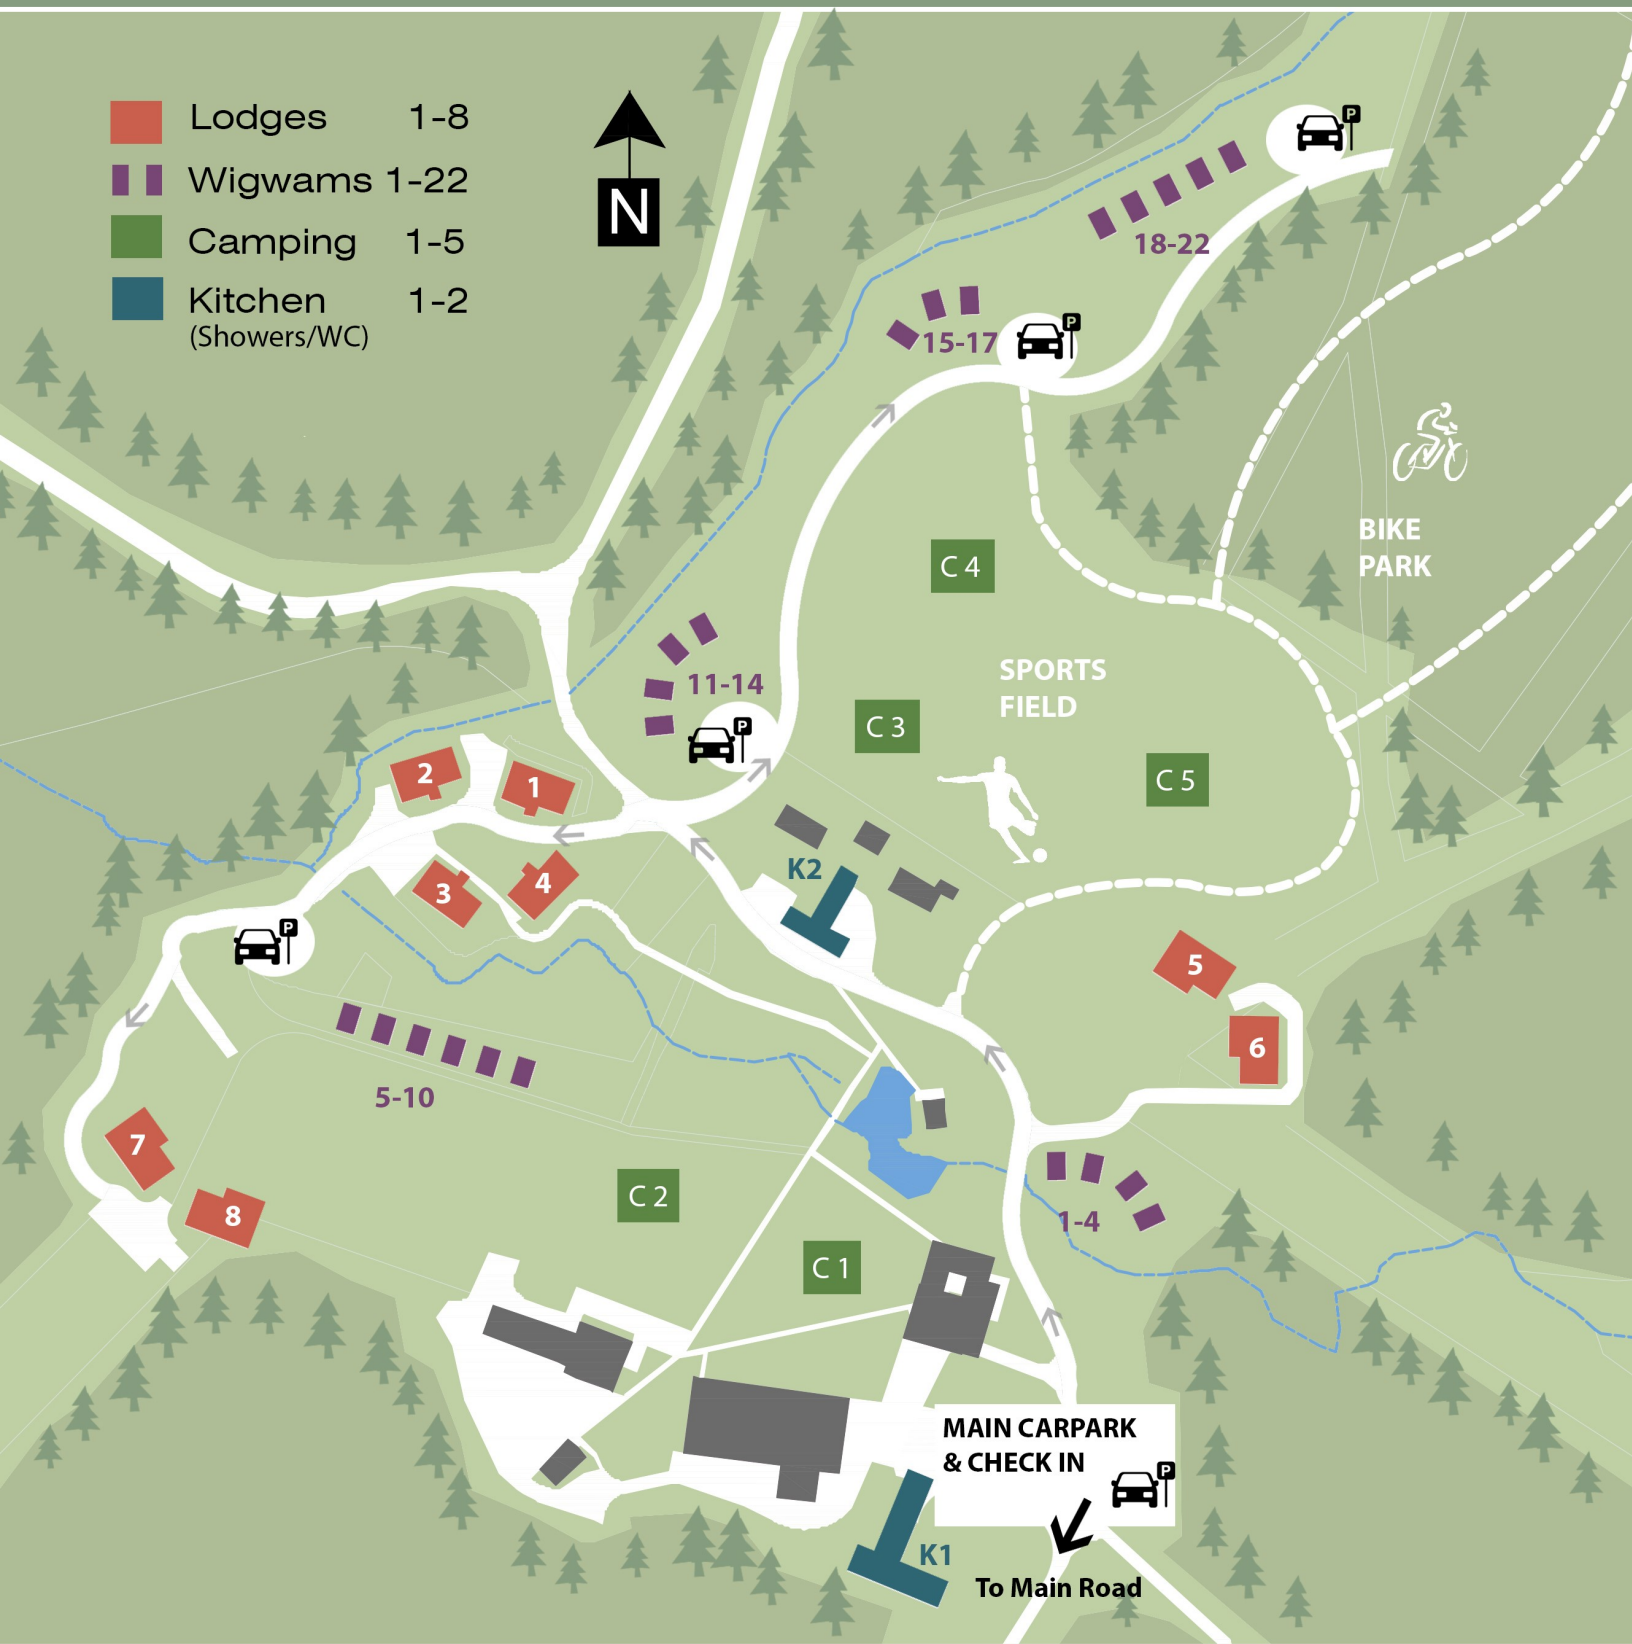 Lodges 1-8
Wigwams 1-22
Camping 1-5
Kitchen 1-2
(Showers/WC)
N
P
18-22
P
15-17
BIKE
PARK
C 4
SPORTS
FIELD
11-14
P
C 3
C 5
2
1
K2
3
4
P
5
6
5-10
7
8
C 2
1-4
C 1
MAIN CARPARK
& CHECK IN
P
K1
To Main Road